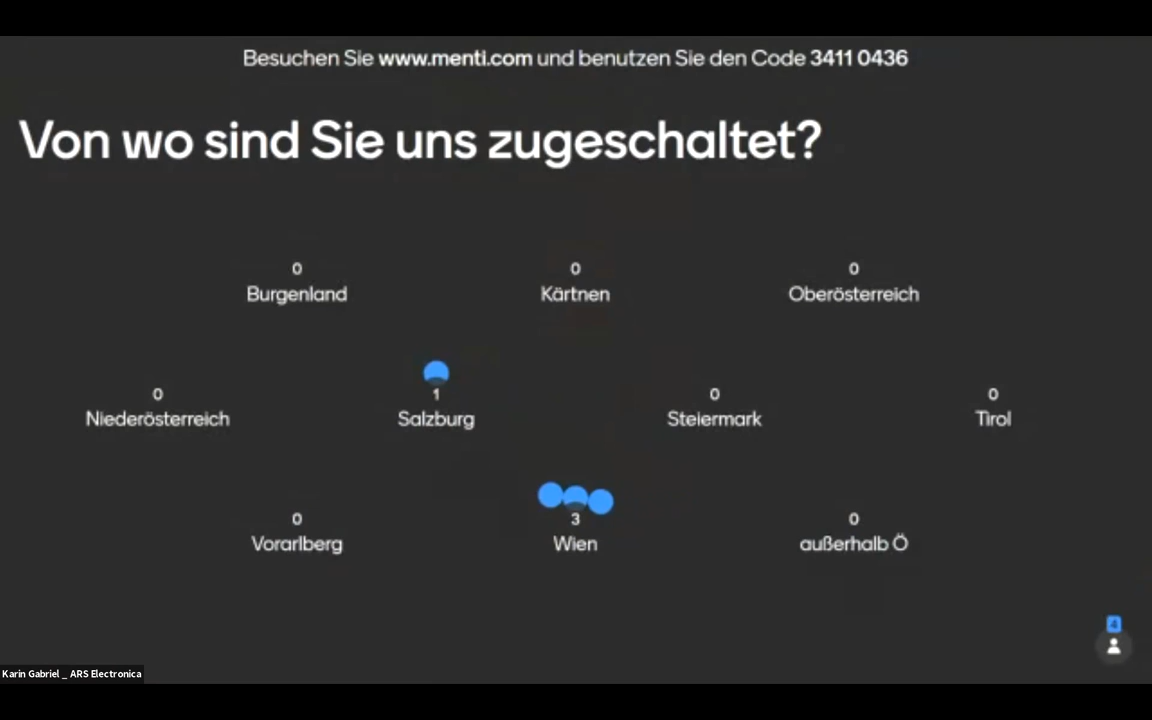 Besuchen Sie www.menti.com und benutzen Sie den Code 3411 0436
Von wo sind Sie uns zugeschaltet?
0
Burgenland
0
Kärtnen
0
Oberösterreich
0
Niederösterreich
1
Salzburg
0
Steiermark
0
Tirol
0
Vorarlberg
3
Wien
0
außerhalb Ö
4
Karin Gabriel _ ARS Electronica